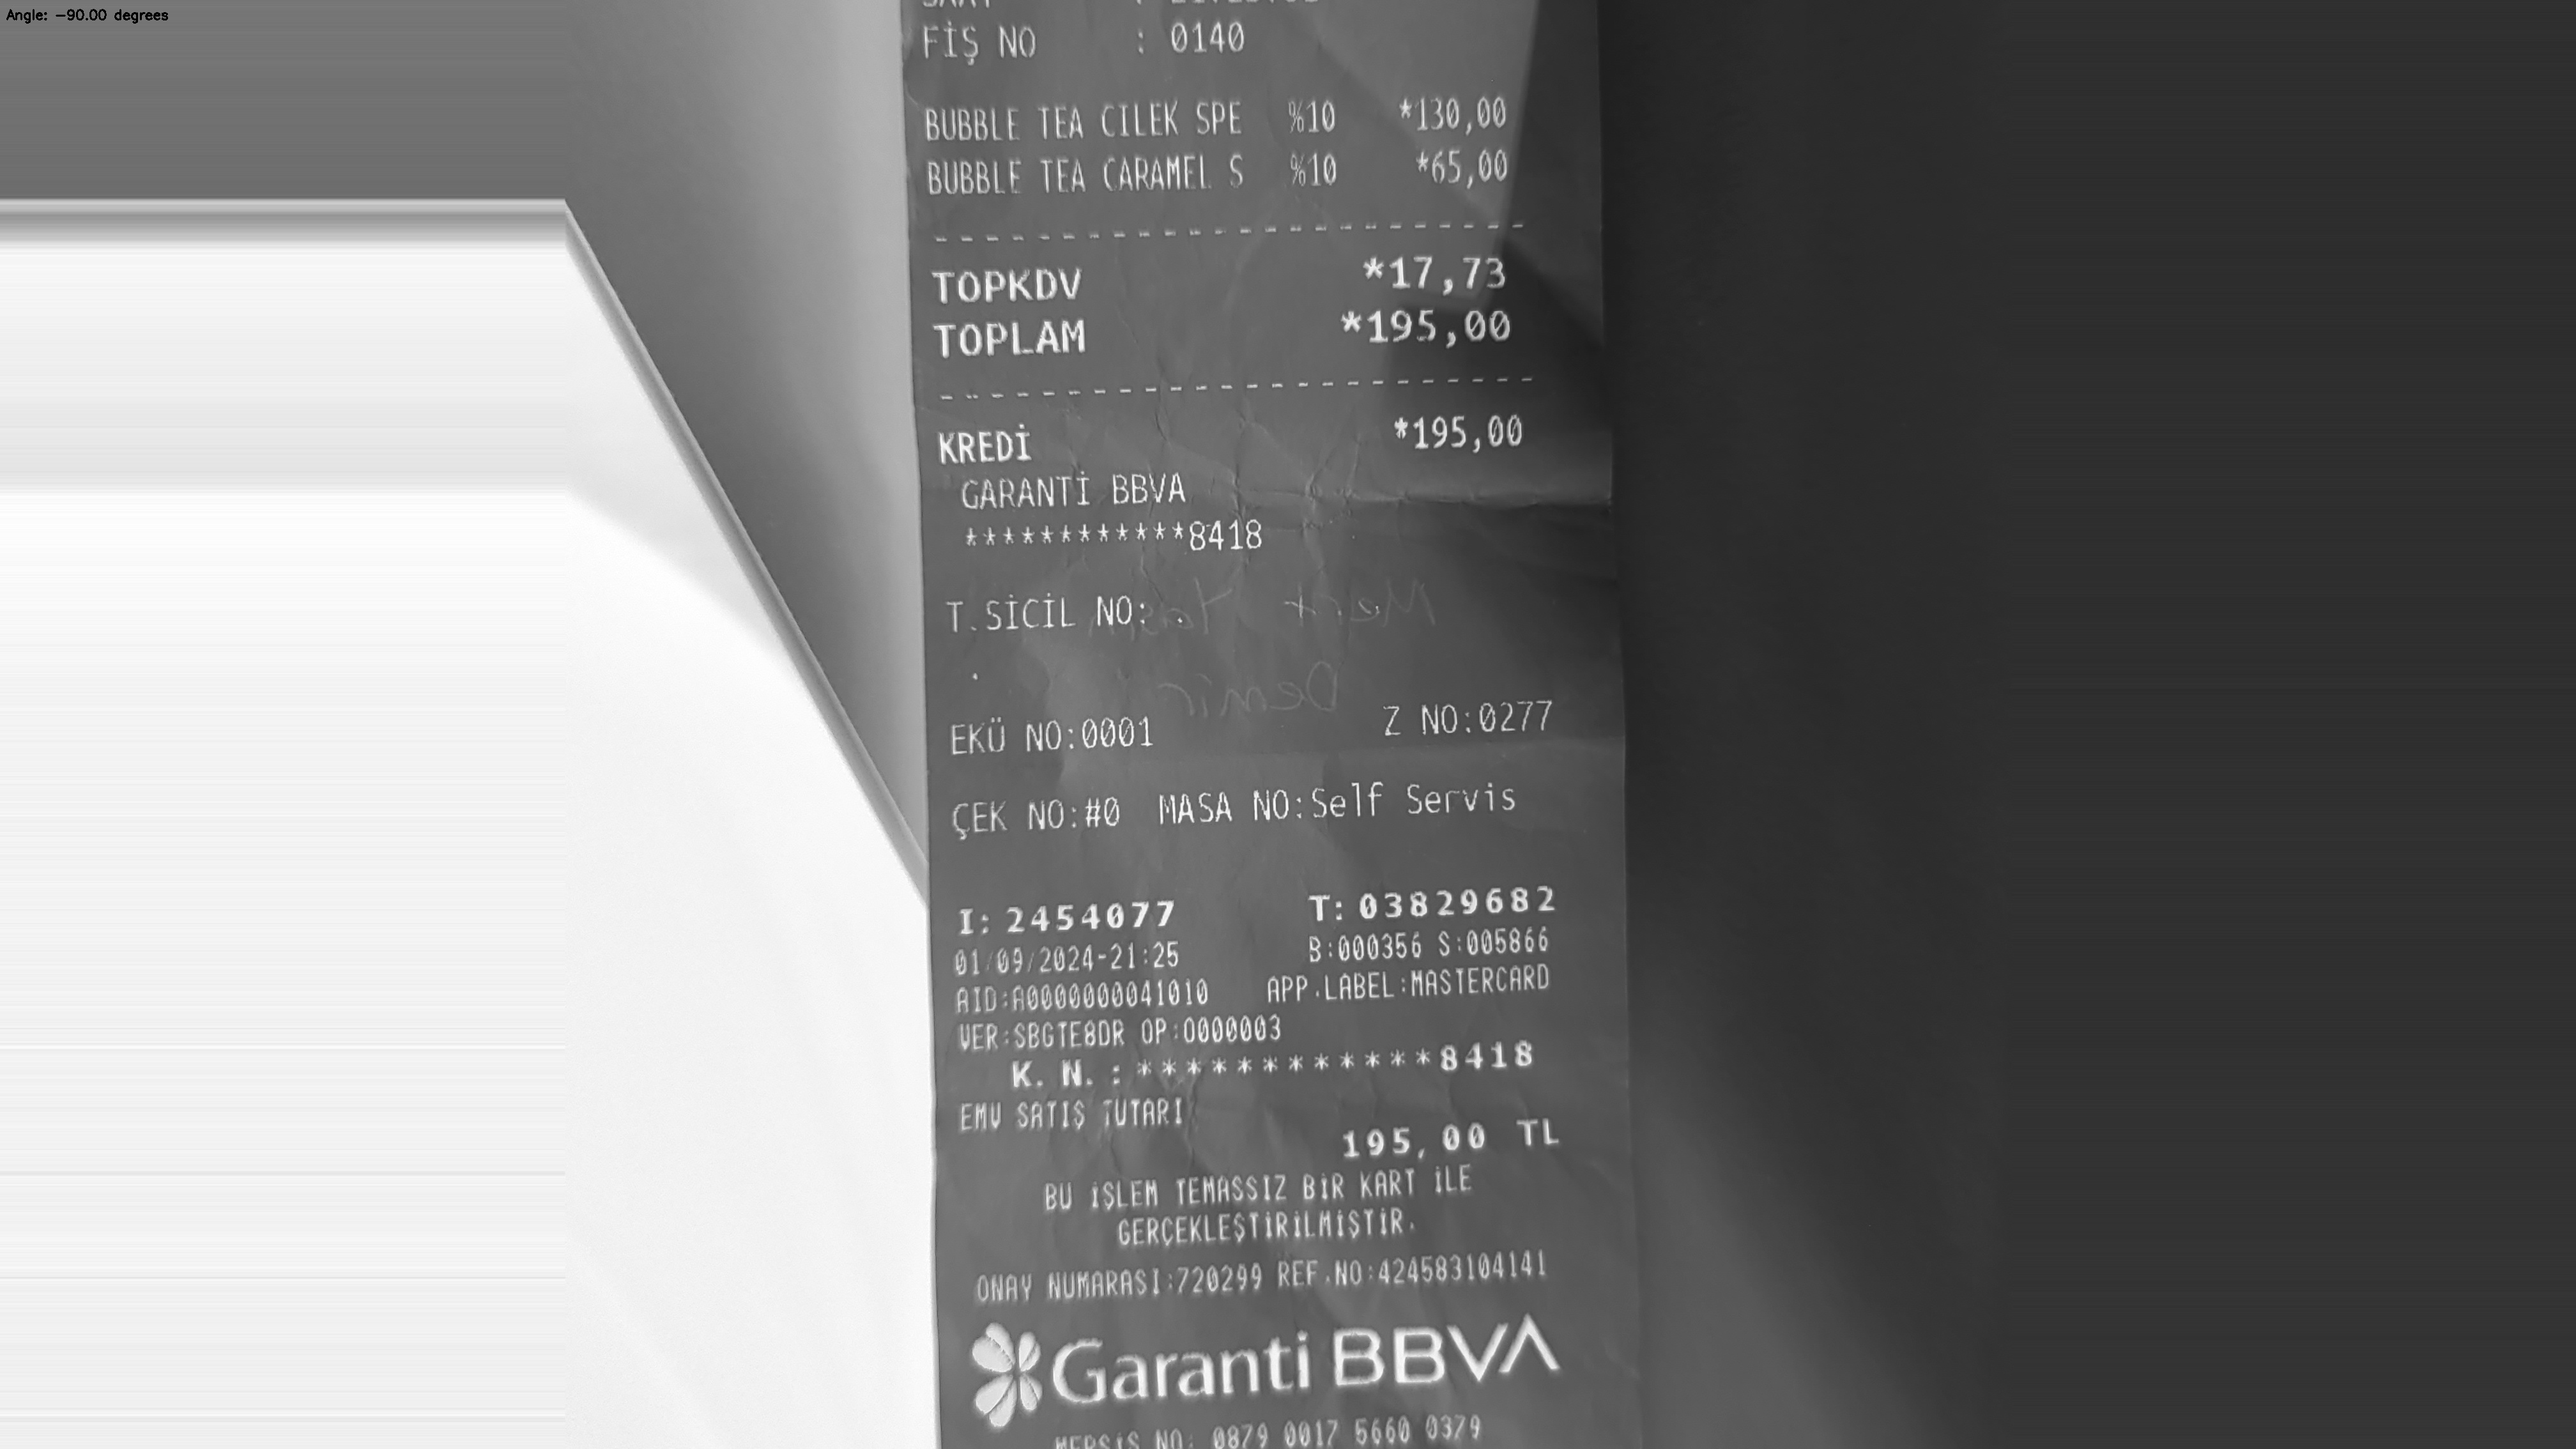 Angle: −90.00 degrees
FİŞ NO : 0140
BUBBLE TEA CILEK SPE %10 *130,00
BUBBLE TEA CARAMEL S %10 *65,00
TOPKDV *17,73
TOPLAM *195,00
KREDİ *195,00
GARANTİ BBVA
************8418
T.SİCİL NO: .
Mert
Demir
.
EKÜ NO:0001 Z NO:0277
ÇEK NO:#0 MASA NO:Self Servis
I: 2454077 T: 03829682
01/09/2024-21:25 B:000356 S:005866
AID:A0000000041010 APP.LABEL:MASTERCARD
VER:SBGTE8DR OP:0000003
K. N. : ************8418
EMV SATIŞ TUTARI
195,00 TL
BU İŞLEM TEMASSIZ BİR KART İLE
GERÇEKLEŞTİRİLMİŞTİR.
ONAY NUMARASI:720299 REF.NO:424583104141
Garanti BBVA
MERSİS NO: 0879 0017 5660 0379